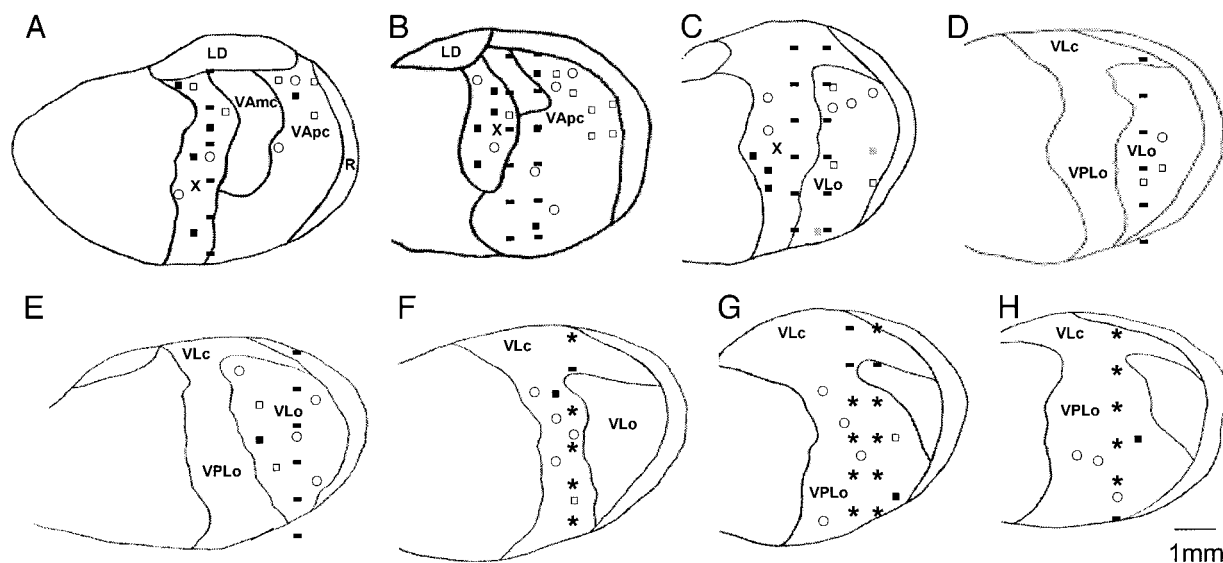 A
LD
VAmc
VApc
R
X
B
LD
X
VApc
C
X
VLo
D
VLc
VLo
VPLo
E
VLc
VLo
VPLo
F
VLc
VLo
G
VLc
VPLo
H
VLc
VPLo
1mm